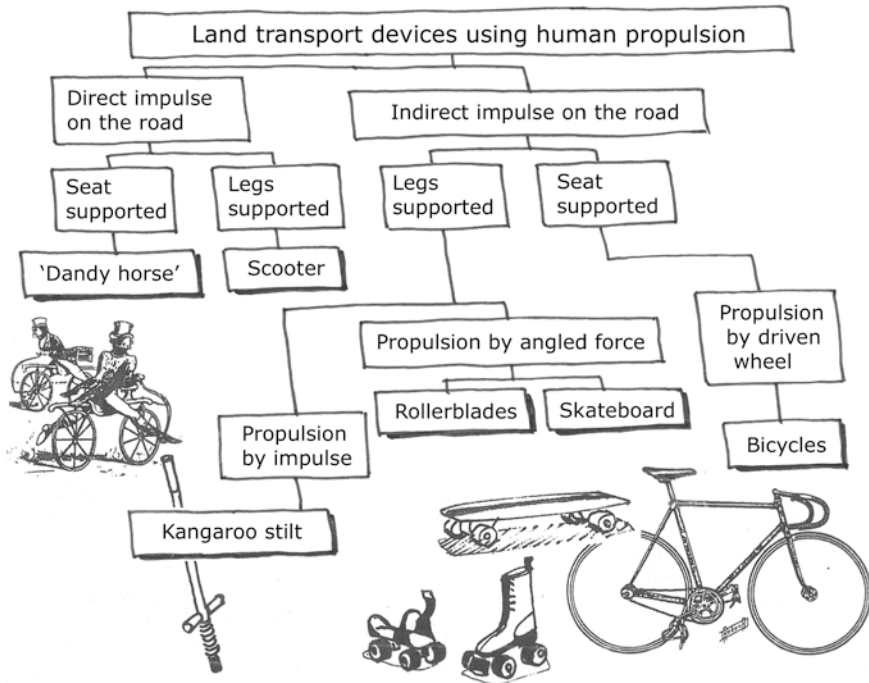 Land transport devices using human propulsion
Direct impulse
on the road
Indirect impulse on the road
Seat
supported
Legs
supported
Legs
supported
Seat
supported
‘Dandy horse’
Scooter
Propulsion by angled force
Propulsion
by driven
wheel
Rollerblades
Skateboard
Propulsion
by impulse
Bicycles
Kangaroo stilt